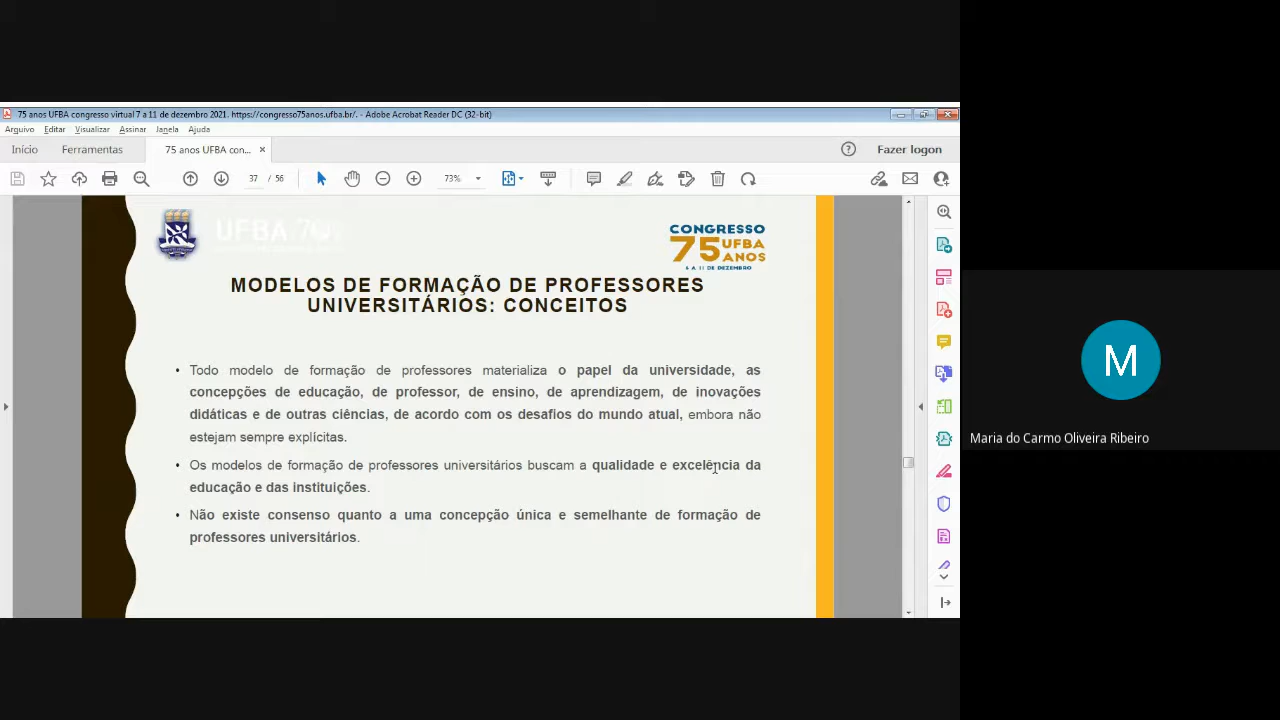 75 anos UFBA congresso virtual 7 a 11 de dezembro 2021. https://congresso75anos.ufba.br/. - Adobe Acrobat Reader DC (32-bit)
Arquivo Editar Visualizar Assinar Janela Ajuda
Início Ferramentas 75 anos UFBA con... × Fazer logon
37 / 56 73%
UFBA 70
CONGRESSO
75 UFBA
ANOS
6 A 11 DE DEZEMBRO
MODELOS DE FORMAÇÃO DE PROFESSORES
UNIVERSITÁRIOS: CONCEITOS
• Todo modelo de formação de professores materializa o papel da universidade, as
concepções de educação, de professor, de ensino, de aprendizagem, de inovações
didáticas e de outras ciências, de acordo com os desafios do mundo atual, embora não
estejam sempre explícitas.
• Os modelos de formação de professores universitários buscam a qualidade e excelência da
educação e das instituições.
• Não existe consenso quanto a uma concepção única e semelhante de formação de
professores universitários.
M
Maria do Carmo Oliveira Ribeiro